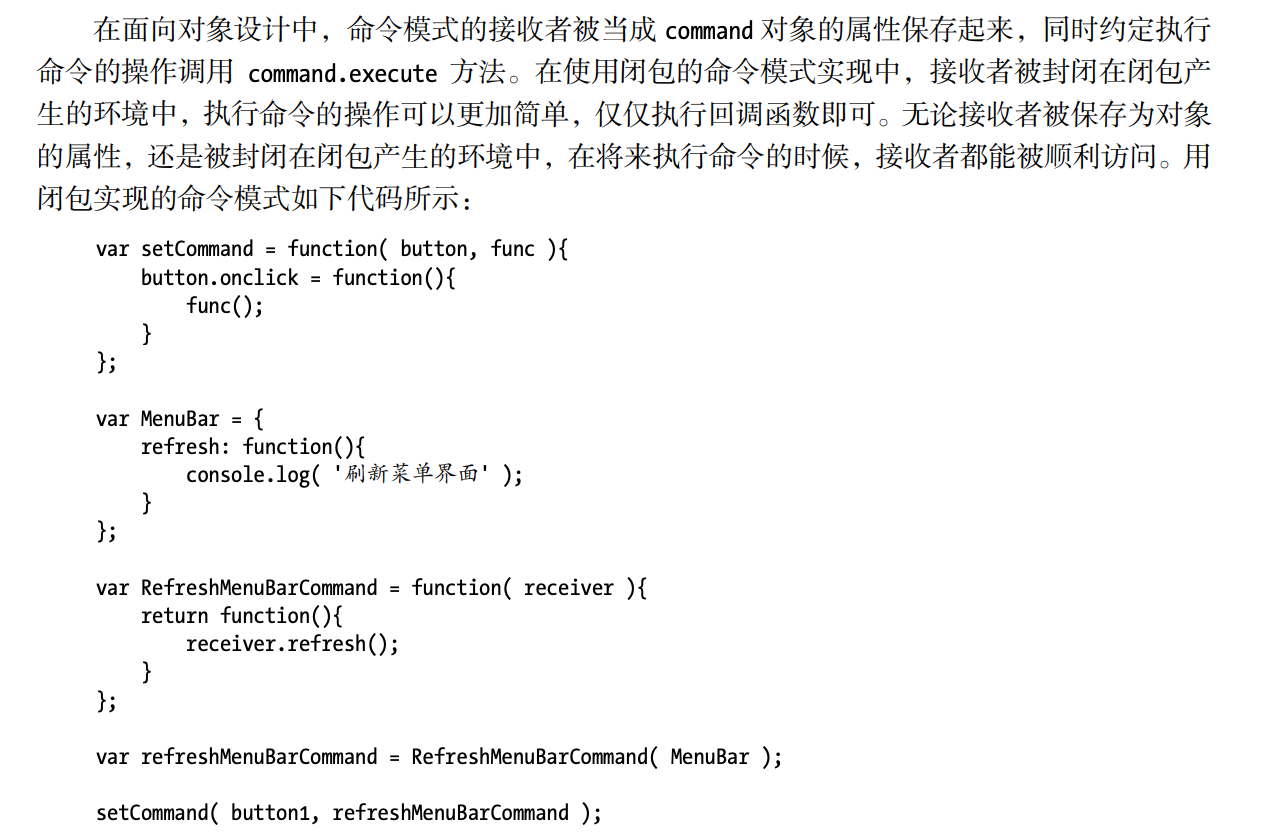 在面向对象设计中，命令模式的接收者被当成 command 对象的属性保存起来，同时约定执行
命令的操作调用 command.execute 方法。在使用闭包的命令模式实现中，接收者被封闭在闭包产
生的环境中，执行命令的操作可以更加简单，仅仅执行回调函数即可。无论接收者被保存为对象
的属性，还是被封闭在闭包产生的环境中，在将来执行命令的时候，接收者都能被顺利访问。用
闭包实现的命令模式如下代码所示：
var setCommand = function( button, func ){
    button.onclick = function(){
        func();
    }
};
var MenuBar = {
    refresh: function(){
        console.log( '刷新菜单界面' );
    }
};
var RefreshMenuBarCommand = function( receiver ){
    return function(){
        receiver.refresh();
    }
};
var refreshMenuBarCommand = RefreshMenuBarCommand( MenuBar );
setCommand( button1, refreshMenuBarCommand );